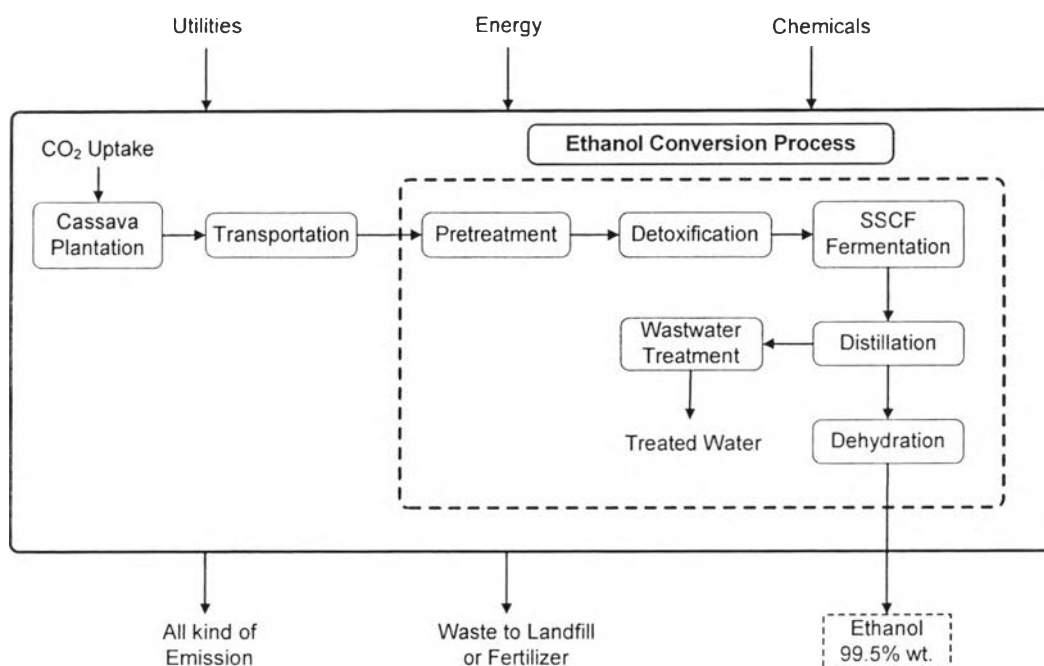 Utilities
Energy
Chemicals
Ethanol Conversion Process
CO₂ Uptake
Cassava
Plantation
Transportation
Pretreatment
Detoxification
SSCF
Fermentation
Wastwater
Treatment
Distillation
Treated Water
Dehydration
All kind of
Emission
Waste to Landfill
or Fertilizer
Ethanol
99.5% wt.